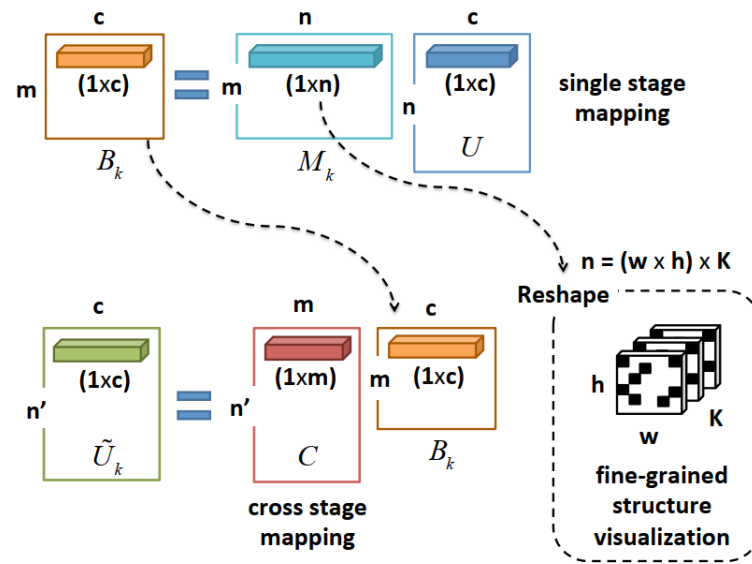 c
n
c
m
(1xc)
m
(1xn)
n
(1xc)
single stage
mapping
B_k
M_k
U
n = (w x h) x K
Reshape
c
m
c
n'
(1xc)
n'
(1xm)
m
(1xc)
h
w
K
Ũ_k
C
B_k
cross stage
mapping
fine-grained
structure
visualization